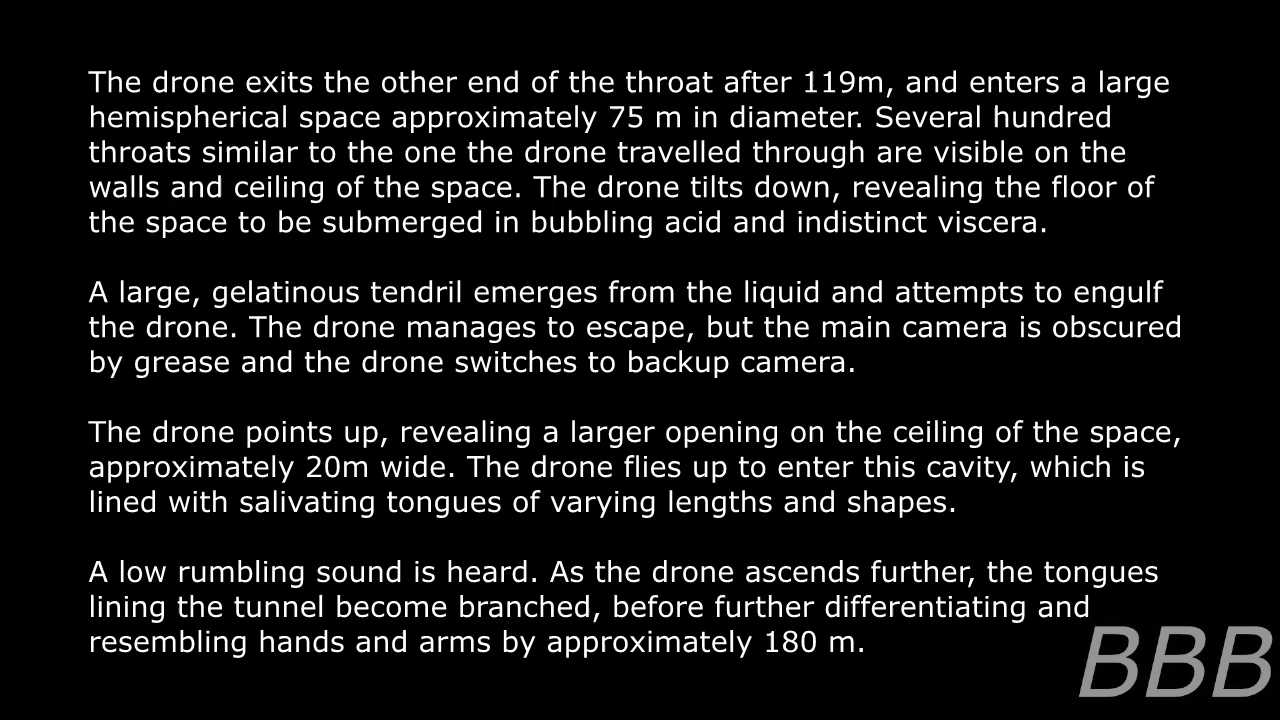 The drone exits the other end of the throat after 119m, and enters a large
hemispherical space approximately 75 m in diameter. Several hundred
throats similar to the one the drone travelled through are visible on the
walls and ceiling of the space. The drone tilts down, revealing the floor of
the space to be submerged in bubbling acid and indistinct viscera.
A large, gelatinous tendril emerges from the liquid and attempts to engulf
the drone. The drone manages to escape, but the main camera is obscured
by grease and the drone switches to backup camera.
The drone points up, revealing a larger opening on the ceiling of the space,
approximately 20m wide. The drone flies up to enter this cavity, which is
lined with salivating tongues of varying lengths and shapes.
A low rumbling sound is heard. As the drone ascends further, the tongues
lining the tunnel become branched, before further differentiating and
resembling hands and arms by approximately 180 m.
BBB